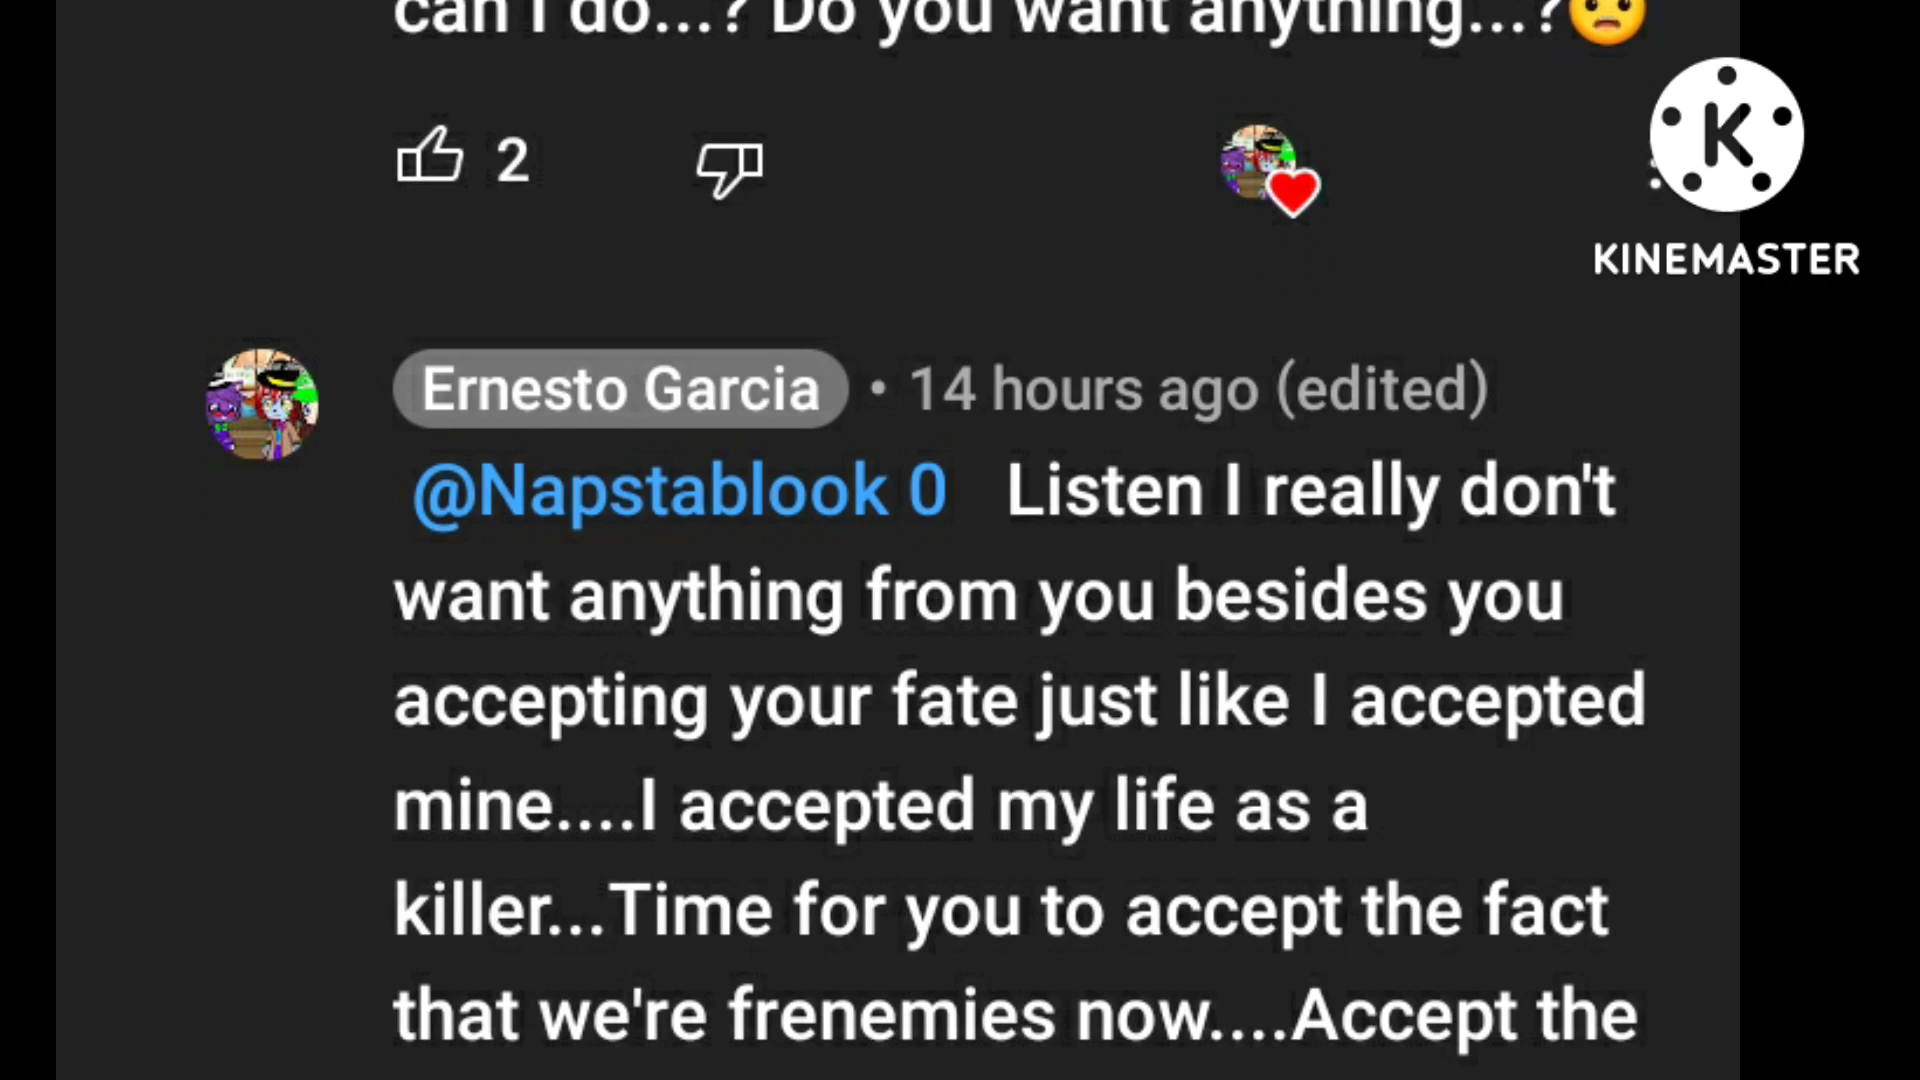 can I do...? Do you want anything...?😦
2
K
KINEMASTER
Ernesto Garcia • 14 hours ago (edited)
@Napstablook 0 Listen I really don't
want anything from you besides you
accepting your fate just like I accepted
mine....I accepted my life as a
killer...Time for you to accept the fact
that we're frenemies now....Accept the